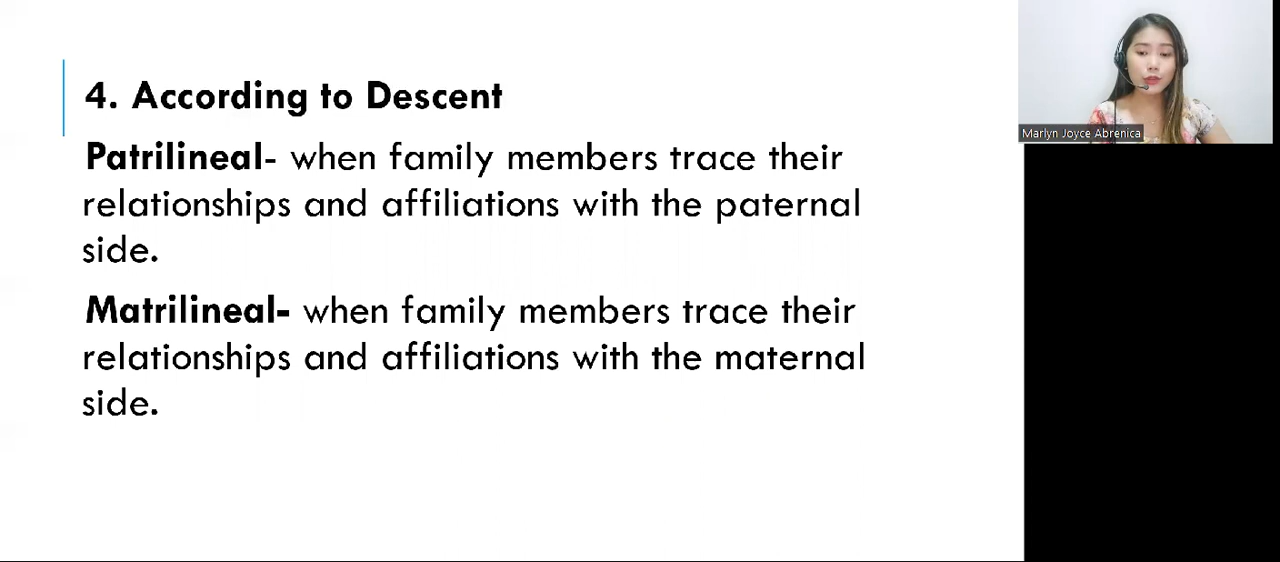 4. According to Descent
Patrilineal- when family members trace their
relationships and affiliations with the paternal
side.
Matrilineal- when family members trace their
relationships and affiliations with the maternal
side.
Marlyn Joyce Abrenica